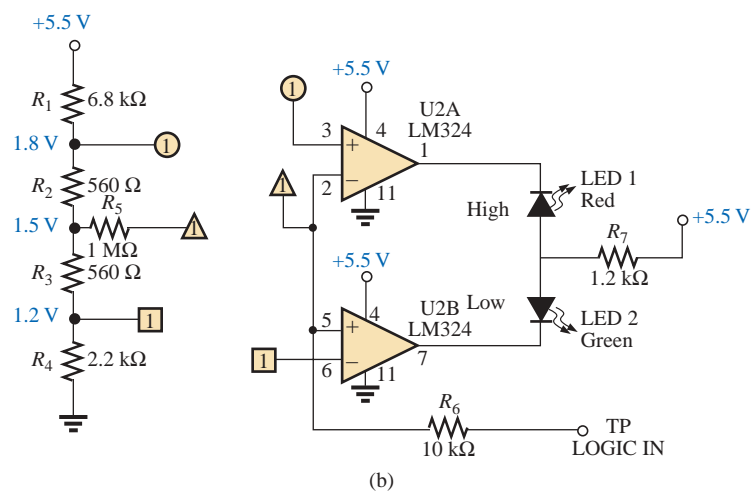 +5.5 V
R1 6.8 kΩ
1.8 V 1
R2 560 Ω
1.5 V R5 1
1 MΩ
R3 560 Ω
1.2 V 1
R4 2.2 kΩ
+5.5 V
1 U2A
LM324
3 + 4 1
1 2 − 11
High LED 1
Red
+5.5 V
R7
1.2 kΩ
+5.5 V
U2B Low
LM324
5 + 4 7
1 6 − 11
LED 2
Green
R6
10 kΩ
TP
LOGIC IN
(b)